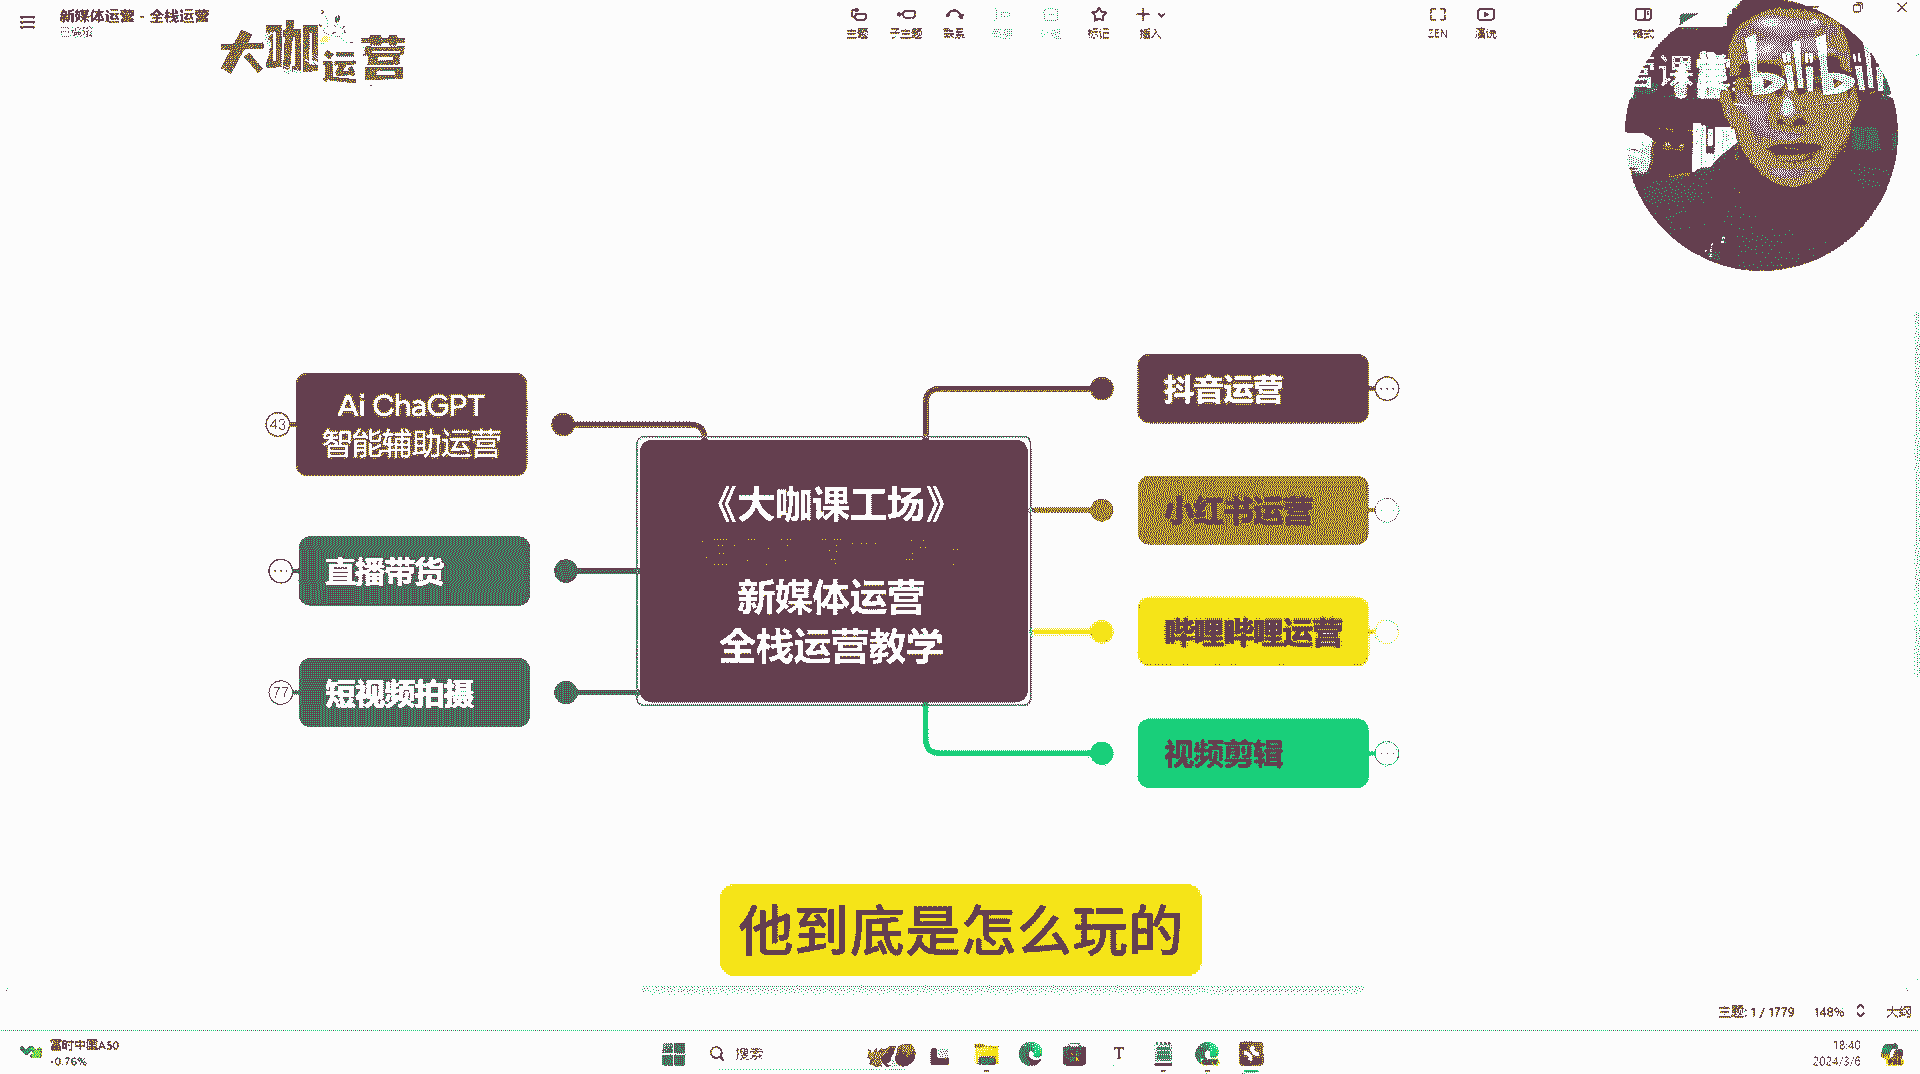 新媒体运营 - 全栈运营
大咖运营
主题
子主题
联系
标记
插入
ZEN
演说
格式
营课堂 bilibili
Ai ChaGPT
智能辅助运营
43
直播带货
短视频拍摄
77
《大咖课工场》
新媒体运营
全栈运营教学
抖音运营
小红书运营
哔哩哔哩运营
视频剪辑
他到底是怎么玩的
主题: 1 / 1779
148%
大纲
富时中国A50
-0.76%
搜索
18:40
2024/3/6